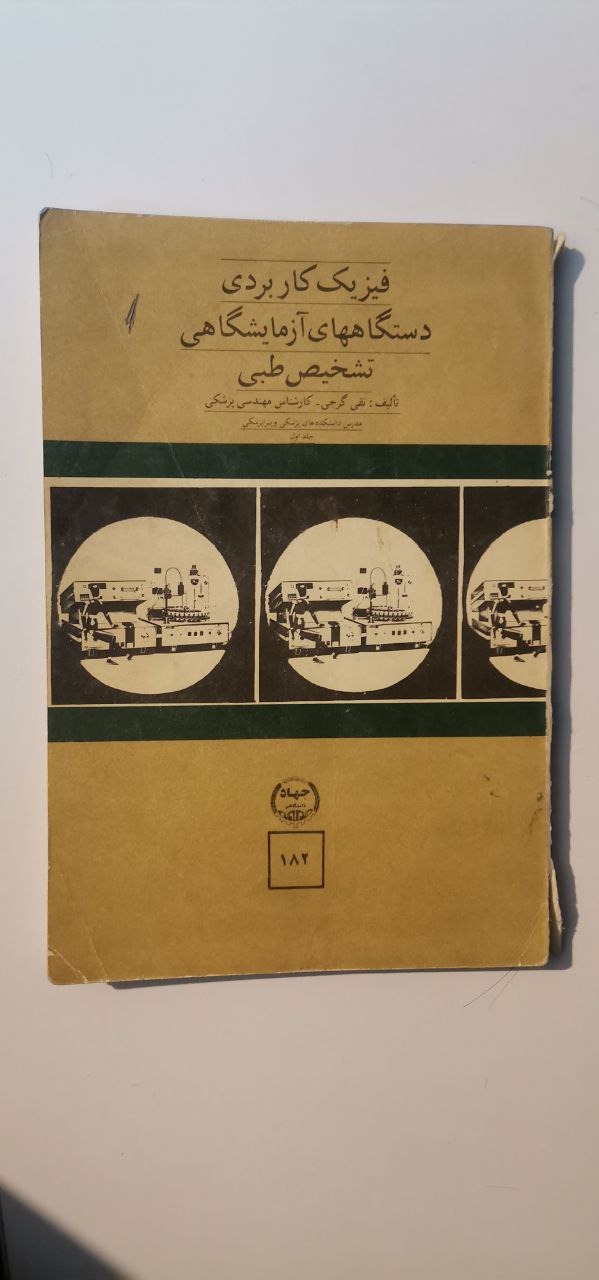 فیزیک کاربردی
دستگاههای آزمایشگاهی
تشخیص طبی
تألیف: تقی گرجی - کارشناس مهندسی پزشکی
مدرس دانشکده‌های پزشکی و پیراپزشکی
جلد اول
جهاد
دانشگاهی
۱۸۲